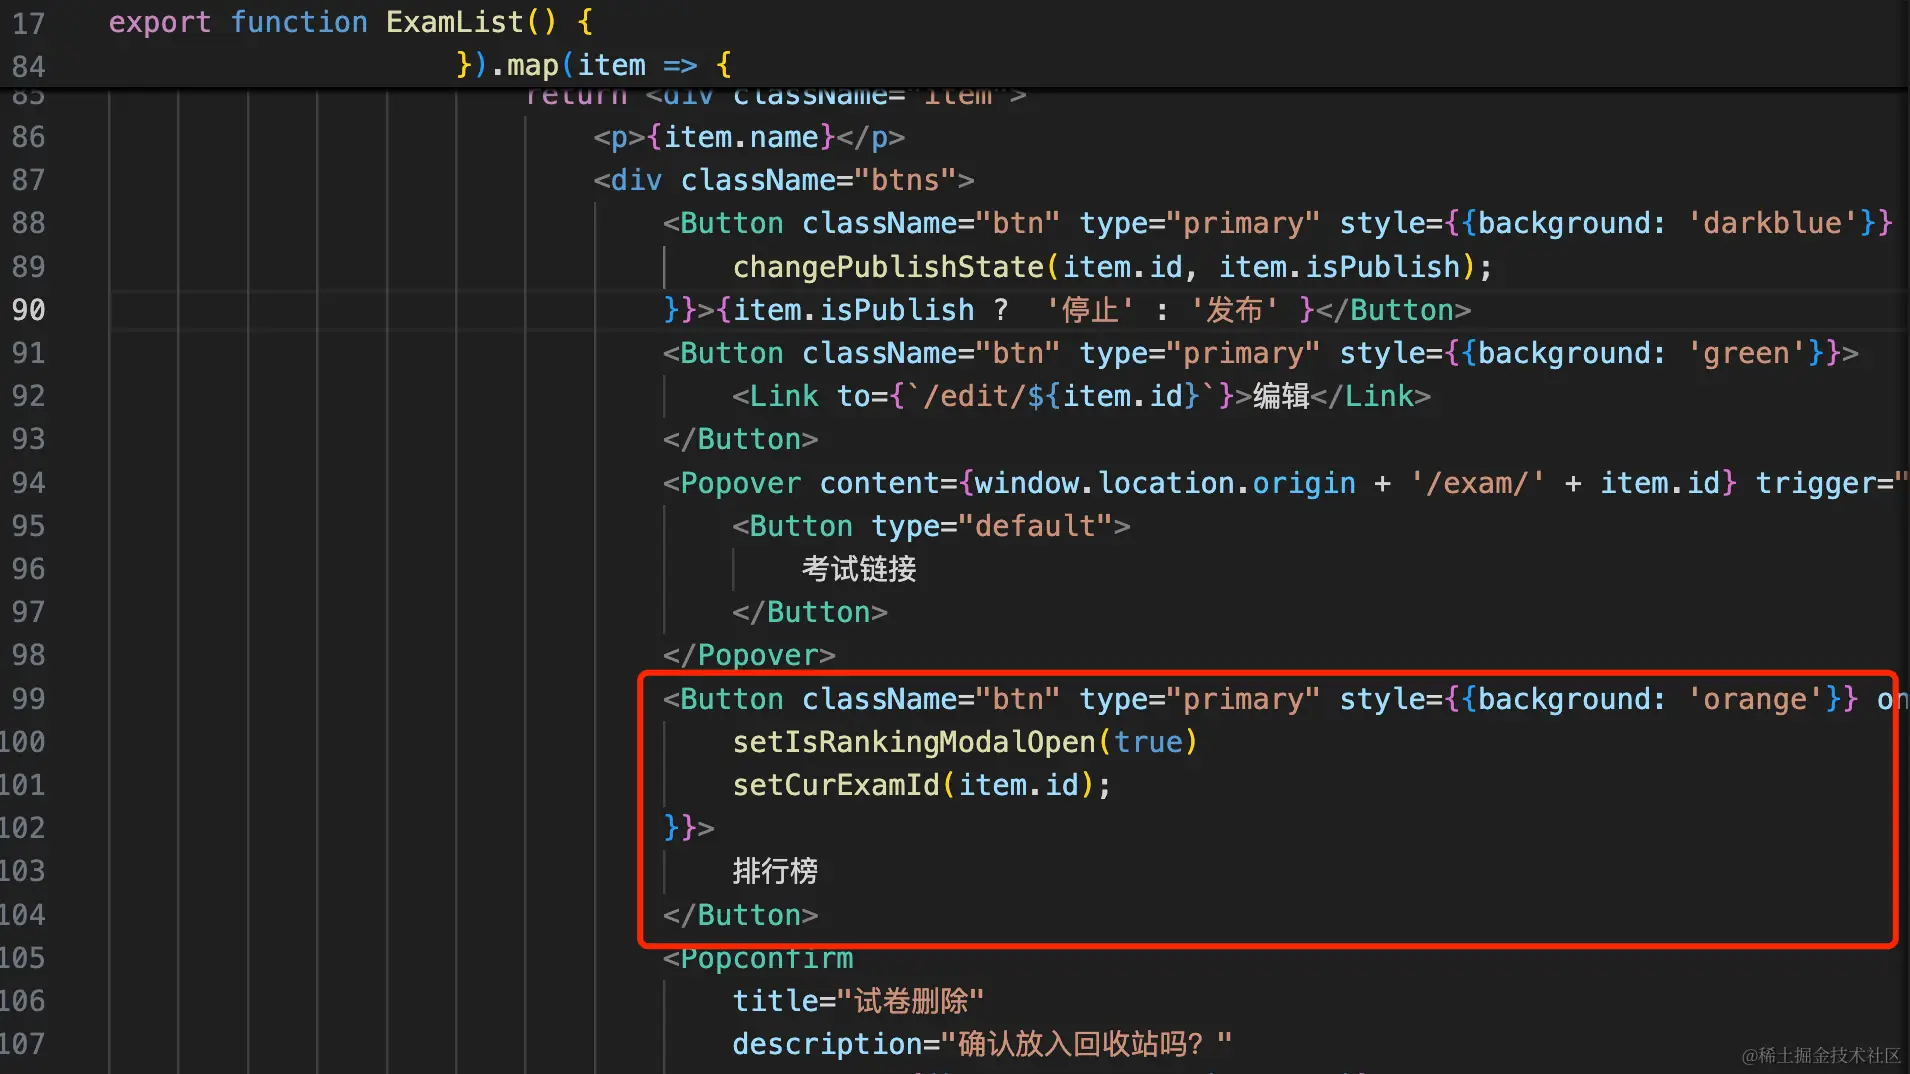 17 export function ExamList() {
84 }).map(item => {
85 return <div className="item">
86 <p>{item.name}</p>
87 <div className="btns">
88 <Button className="btn" type="primary" style={{background: 'darkblue'}}
89 changePublishState(item.id, item.isPublish);
90 }}>{item.isPublish ?  '停止' : '发布' }</Button>
91 <Button className="btn" type="primary" style={{background: 'green'}}>
92 <Link to={`/edit/${item.id}`}>编辑</Link>
93 </Button>
94 <Popover content={window.location.origin + '/exam/' + item.id} trigger="
95 <Button type="default">
96 考试链接
97 </Button>
98 </Popover>
99 <Button className="btn" type="primary" style={{background: 'orange'}} on
100 setIsRankingModalOpen(true)
101 setCurExamId(item.id);
102 }}>
103 排行榜
104 </Button>
105 <Popconfirm
106 title="试卷删除"
107 description="确认放入回收站吗？"
@稀土掘金技术社区